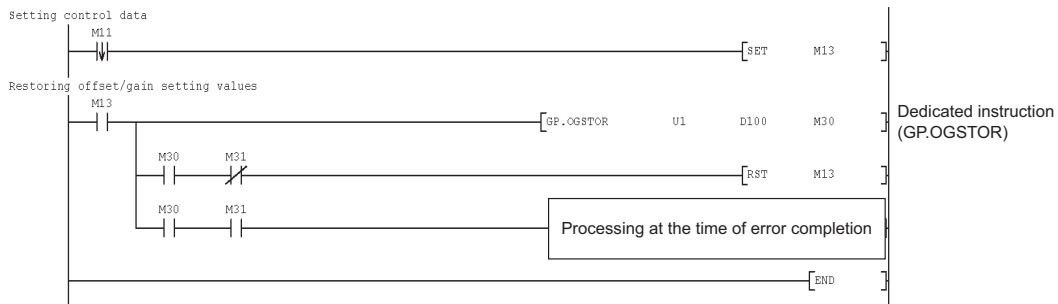 Setting control data
M11
SET M13
Restoring offset/gain setting values
M13
GP.OGSTOR U1 D100 M30
Dedicated instruction
(GP.OGSTOR)
M30 M31
RST M13
M30 M31
Processing at the time of error completion
END